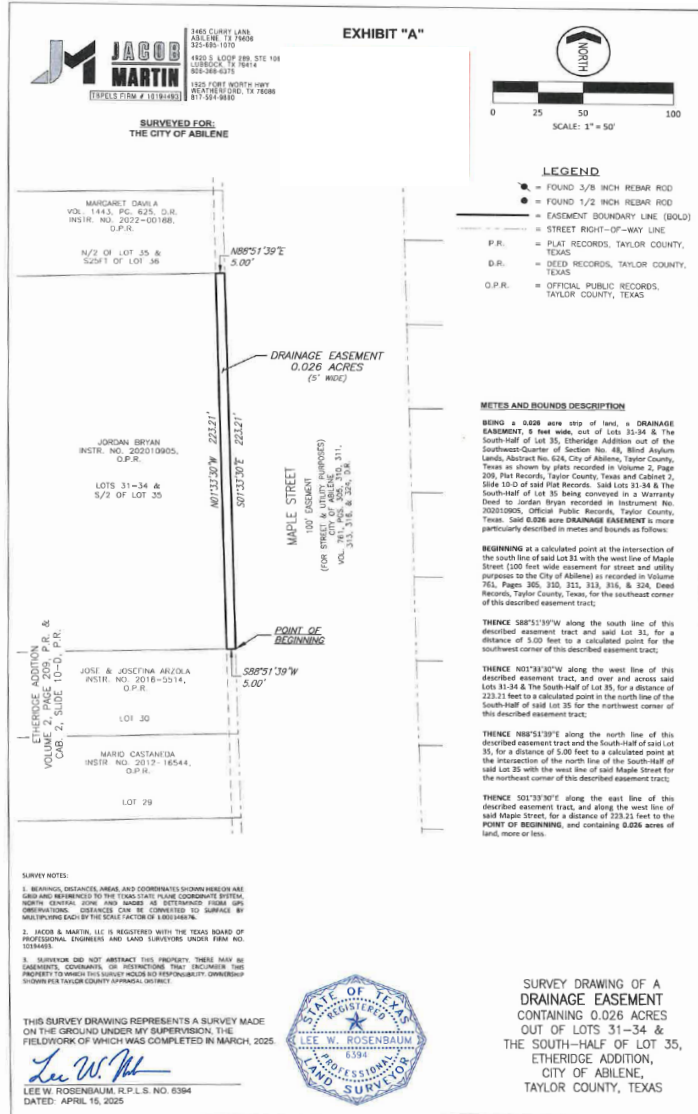 JACOB
MARTIN
TBPELS FIRM # 10194493
3465 CURRY LANE
ABILENE, TX 79606
325-695-1070
4920 S. LOOP 289, STE 106
LUBBOCK, TX 79414
806-368-6375
1925 FORT WORTH HWY
WEATHERFORD, TX 76086
817-594-9880
EXHIBIT "A"
SURVEYED FOR:
THE CITY OF ABILENE
NORTH
0 25 50 100
SCALE: 1" = 50'
LEGEND
= FOUND 3/8 INCH REBAR ROD
= FOUND 1/2 INCH REBAR ROD
= EASEMENT BOUNDARY LINE (BOLD)
= STREET RIGHT-OF-WAY LINE
P.R. = PLAT RECORDS, TAYLOR COUNTY,
TEXAS
D.R. = DEED RECORDS, TAYLOR COUNTY,
TEXAS
O.P.R. = OFFICIAL PUBLIC RECORDS,
TAYLOR COUNTY, TEXAS
MARGARET DAVILA
VOL. 1443, PG. 625, D.R.
INSTR. NO. 2022-00188,
O.P.R.
N/2 OF LOT 35 &
S25FT OF LOT 36
N88°51'39"E
5.00'
DRAINAGE EASEMENT
0.026 ACRES
(5' WIDE)
JORDAN BRYAN
INSTR. NO. 202010905,
O.P.R.
LOTS 31-34 &
S/2 OF LOT 35
N01°33'30"W 223.21'
S01°33'30"E 223.21'
MAPLE STREET
100' EASEMENT
(FOR STREET & UTILITY PURPOSES)
CITY OF ABILENE
VOL. 761, PGS. 305, 310, 311,
313, 316, & 324, D.R.
POINT OF
BEGINNING
S88°51'39"W
5.00'
ETHERIDGE ADDITION
VOLUME 2, PAGE 209, P.R. &
CAB. 2, SLIDE 10-D, P.R.
JOSE & JOSEFINA ARZOLA
INSTR. NO. 2018-5514,
O.P.R.
LOT 30
MARIO CASTANEDA
INSTR. NO. 2012-16544,
O.P.R.
LOT 29
METES AND BOUNDS DESCRIPTION
BEING a 0.026 acre strip of land, a DRAINAGE
EASEMENT, 5 feet wide, out of Lots 31-34 & The
South-Half of Lot 35, Etheridge Addition out of the
Southwest-Quarter of Section No. 48, Blind Asylum
Lands, Abstract No. 624, City of Abilene, Taylor County,
Texas as shown by plats recorded in Volume 2, Page
209, Plat Records, Taylor County, Texas and Cabinet 2,
Slide 10-D of said Plat Records. Said Lots 31-34 & The
South-Half of Lot 35 being conveyed in a Warranty
Deed to Jordan Bryan recorded in Instrument No.
202010905, Official Public Records, Taylor County,
Texas. Said 0.026 acre DRAINAGE EASEMENT is more
particularly described in metes and bounds as follows:
BEGINNING at a calculated point at the intersection of
the south line of said Lot 31 with the west line of Maple
Street (100 feet wide easement for street and utility
purposes to the City of Abilene) as recorded in Volume
761, Pages 305, 310, 311, 313, 316, & 324, Deed
Records, Taylor County, Texas, for the southeast corner
of this described easement tract;
THENCE S88°51'39"W along the south line of this
described easement tract and said Lot 31, for a
distance of 5.00 feet to a calculated point for the
southwest corner of this described easement tract;
THENCE N01°33'30"W along the west line of this
described easement tract, and over and across said
Lots 31-34 & The South-Half of Lot 35, for a distance of
223.21 feet to a calculated point in the north line of the
South-Half of said Lot 35 for the northwest corner of
this described easement tract;
THENCE N88°51'39"E along the north line of this
described easement tract and the South-Half of said Lot
35, for a distance of 5.00 feet to a calculated point at
the intersection of the north line of the South-Half of
said Lot 35 with the west line of said Maple Street for
the northeast corner of this described easement tract;
THENCE S01°33'30"E along the east line of this
described easement tract, and along the west line of
said Maple Street, for a distance of 223.21 feet to the
POINT OF BEGINNING, and containing 0.026 acres of
land, more or less.
SURVEY NOTES:
1. BEARINGS, DISTANCES, AREAS, AND COORDINATES SHOWN HEREON ARE
GRID AND REFERENCED TO THE TEXAS STATE PLANE COORDINATE SYSTEM,
NORTH CENTRAL ZONE AND NAD83 AS DETERMINED FROM GPS
OBSERVATIONS. DISTANCES CAN BE CONVERTED TO SURFACE BY
MULTIPLYING EACH BY THE SCALE FACTOR OF
2. JACOB & MARTIN, LLC IS REGISTERED WITH THE TEXAS BOARD OF
PROFESSIONAL ENGINEERS AND LAND SURVEYORS UNDER FIRM NO.
10194493.
3. SURVEYOR DID NOT ABSTRACT THIS PROPERTY. THERE MAY BE
EASEMENTS, COVENANTS, OR RESTRICTIONS THAT ENCUMBER THIS
PROPERTY TO WHICH THIS SURVEY HOLDS NO RESPONSIBILITY. OWNERSHIP
SHOWN PER TAYLOR COUNTY APPRAISAL DISTRICT.
THIS SURVEY DRAWING REPRESENTS A SURVEY MADE
ON THE GROUND UNDER MY SUPERVISION, THE
FIELDWORK OF WHICH WAS COMPLETED IN MARCH, 2025.
LEE W. ROSENBAUM, R.P.L.S. NO. 6394
DATED: APRIL 15, 2025
STATE OF TEXAS
REGISTERED
LEE W. ROSENBAUM
6394
PROFESSIONAL
LAND SURVEYOR
SURVEY DRAWING OF A
DRAINAGE EASEMENT
CONTAINING 0.026 ACRES
OUT OF LOTS 31-34 &
THE SOUTH-HALF OF LOT 35,
ETHERIDGE ADDITION,
CITY OF ABILENE,
TAYLOR COUNTY, TEXAS